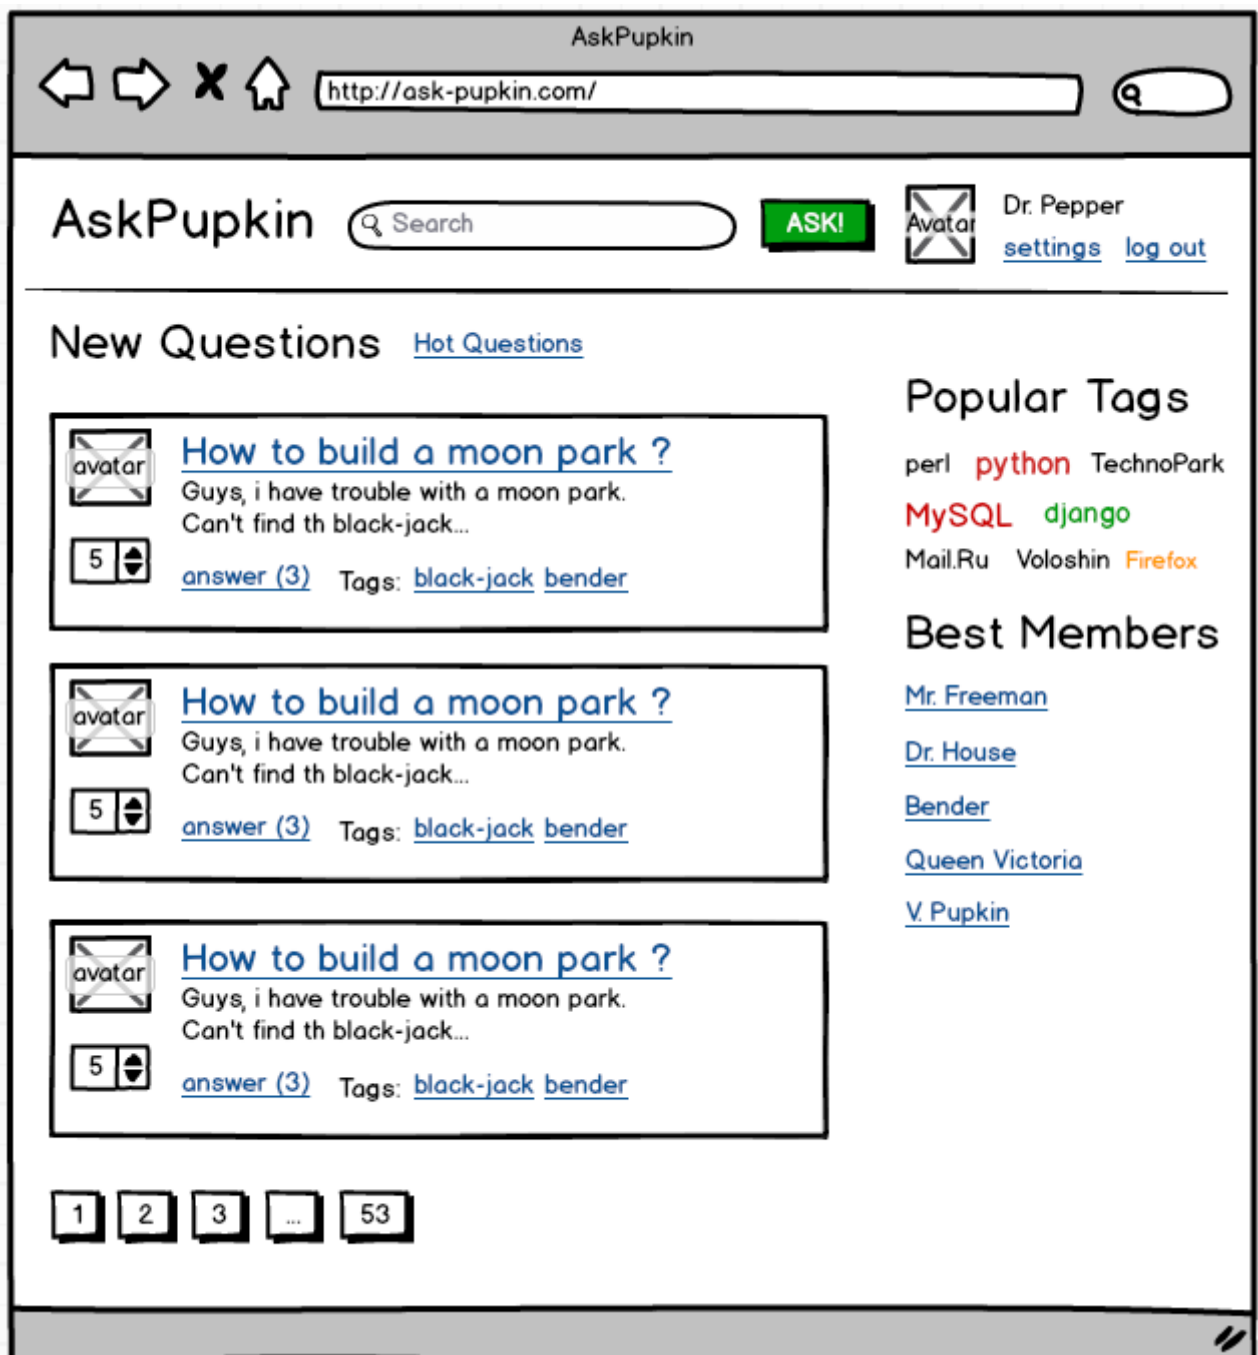 AskPupkin
http://ask-pupkin.com/
AskPupkin
Search
ASK!
Avatar
Dr. Pepper
settings log out
New Questions Hot Questions
avatar
How to build a moon park ?
Guys, i have trouble with a moon park.
Can't find th black-jack...
5
answer (3) Tags: black-jack bender
avatar
How to build a moon park ?
Guys, i have trouble with a moon park.
Can't find th black-jack...
5
answer (3) Tags: black-jack bender
avatar
How to build a moon park ?
Guys, i have trouble with a moon park.
Can't find th black-jack...
5
answer (3) Tags: black-jack bender
1 2 3 ... 53
Popular Tags
perl python TechnoPark
MySQL django
Mail.Ru Voloshin Firefox
Best Members
Mr. Freeman
Dr. House
Bender
Queen Victoria
V. Pupkin